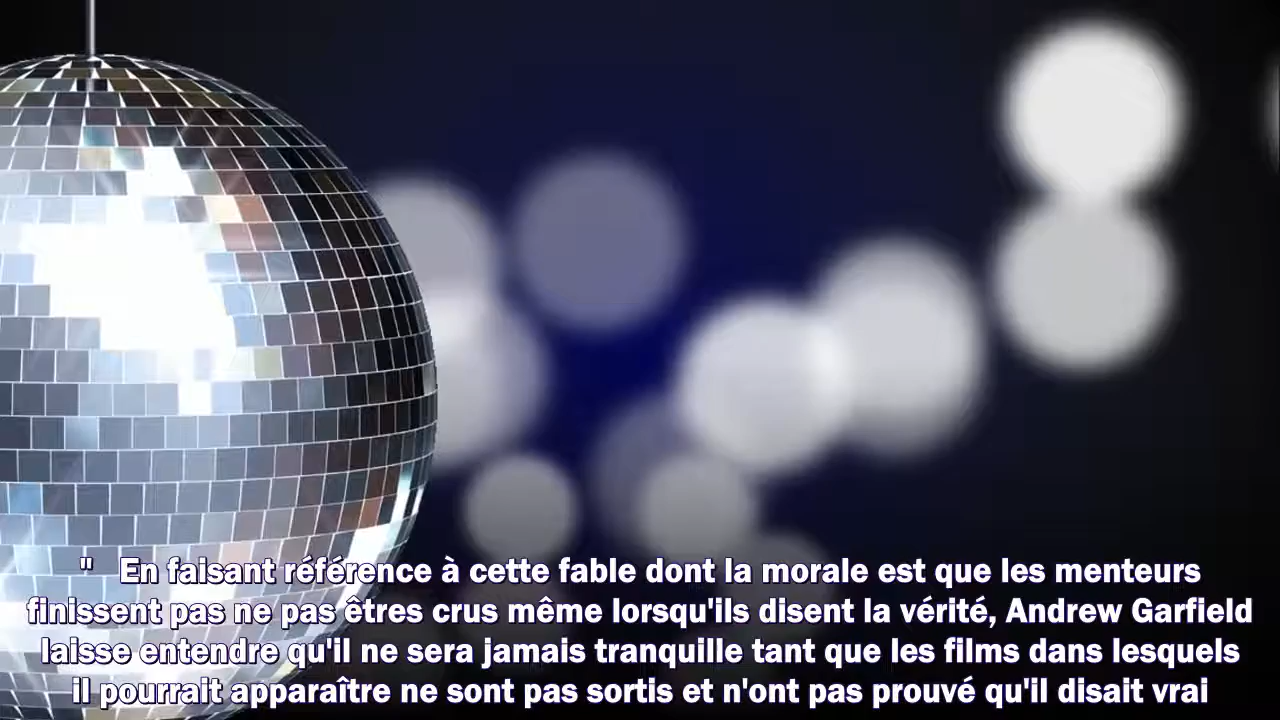 " En faisant référence à cette fable dont la morale est que les menteurs
finissent pas ne pas êtres crus même lorsqu'ils disent la vérité, Andrew Garfield
laisse entendre qu'il ne sera jamais tranquille tant que les films dans lesquels
il pourrait apparaître ne sont pas sortis et n'ont pas prouvé qu'il disait vrai